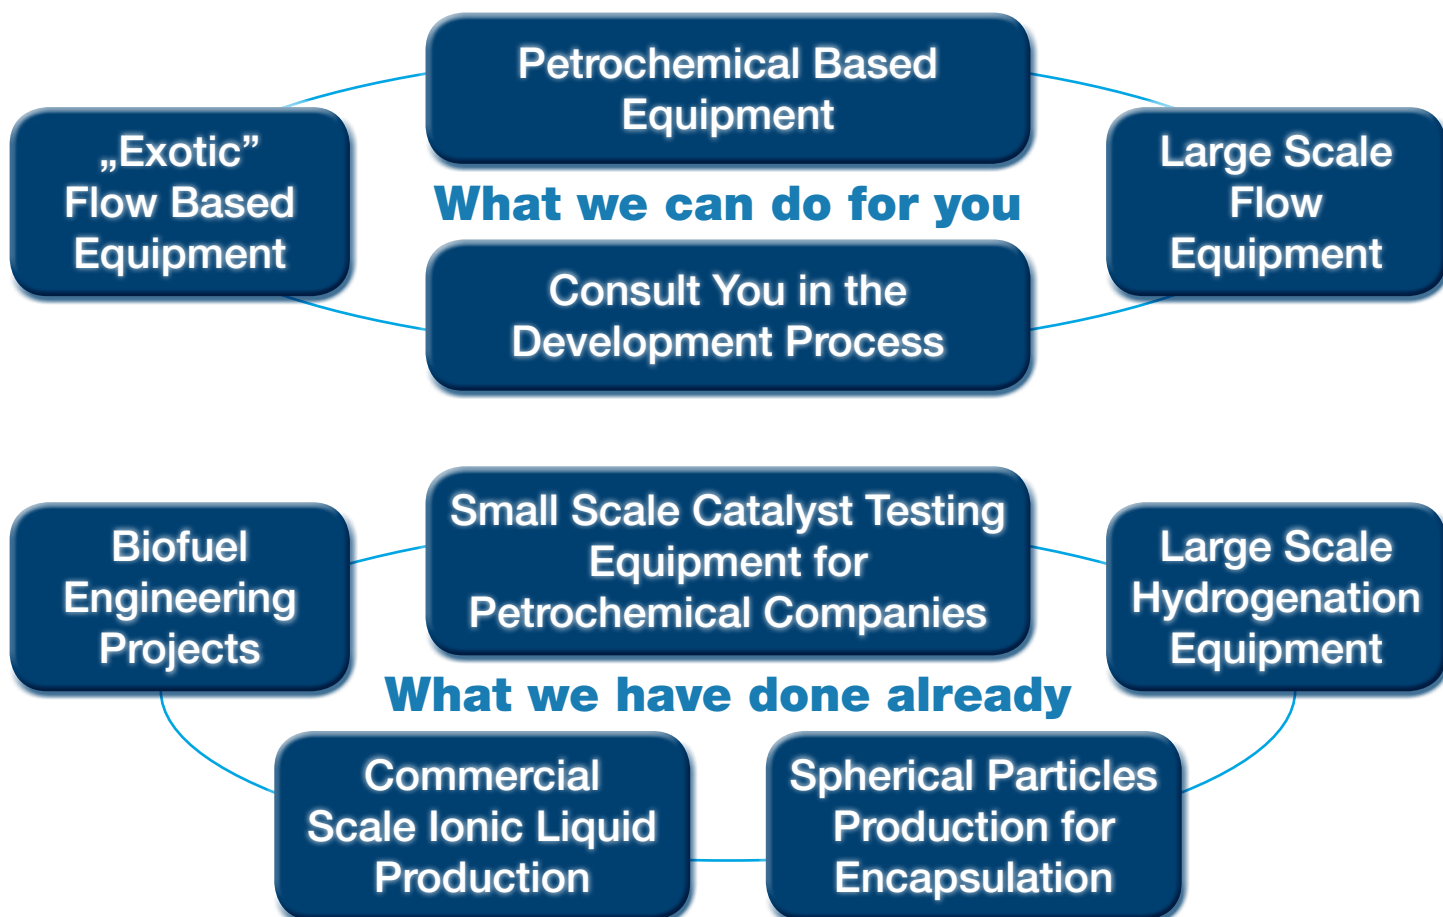 Petrochemical Based
Equipment
„Exotic”
Flow Based
Equipment
Large Scale
Flow
Equipment
What we can do for you
Consult You in the
Development Process
Small Scale Catalyst Testing
Equipment for
Petrochemical Companies
Biofuel
Engineering
Projects
Large Scale
Hydrogenation
Equipment
What we have done already
Commercial
Scale Ionic Liquid
Production
Spherical Particles
Production for
Encapsulation